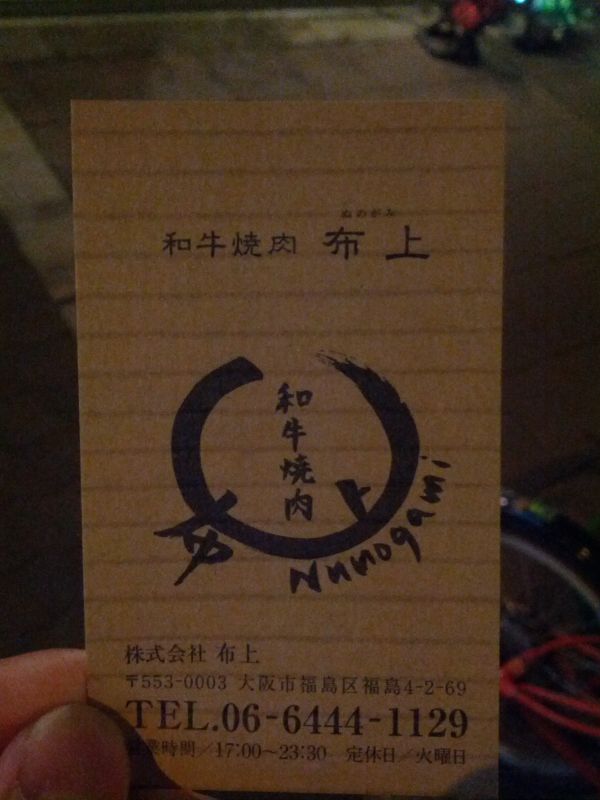 ぬのがみ
和牛焼肉 布上
和牛焼肉
布上
Nunogami
株式会社 布上
〒553-0003 大阪市福島区福島4-2-69
TEL.06-6444-1129
営業時間／17:00～23:30 定休日／火曜日